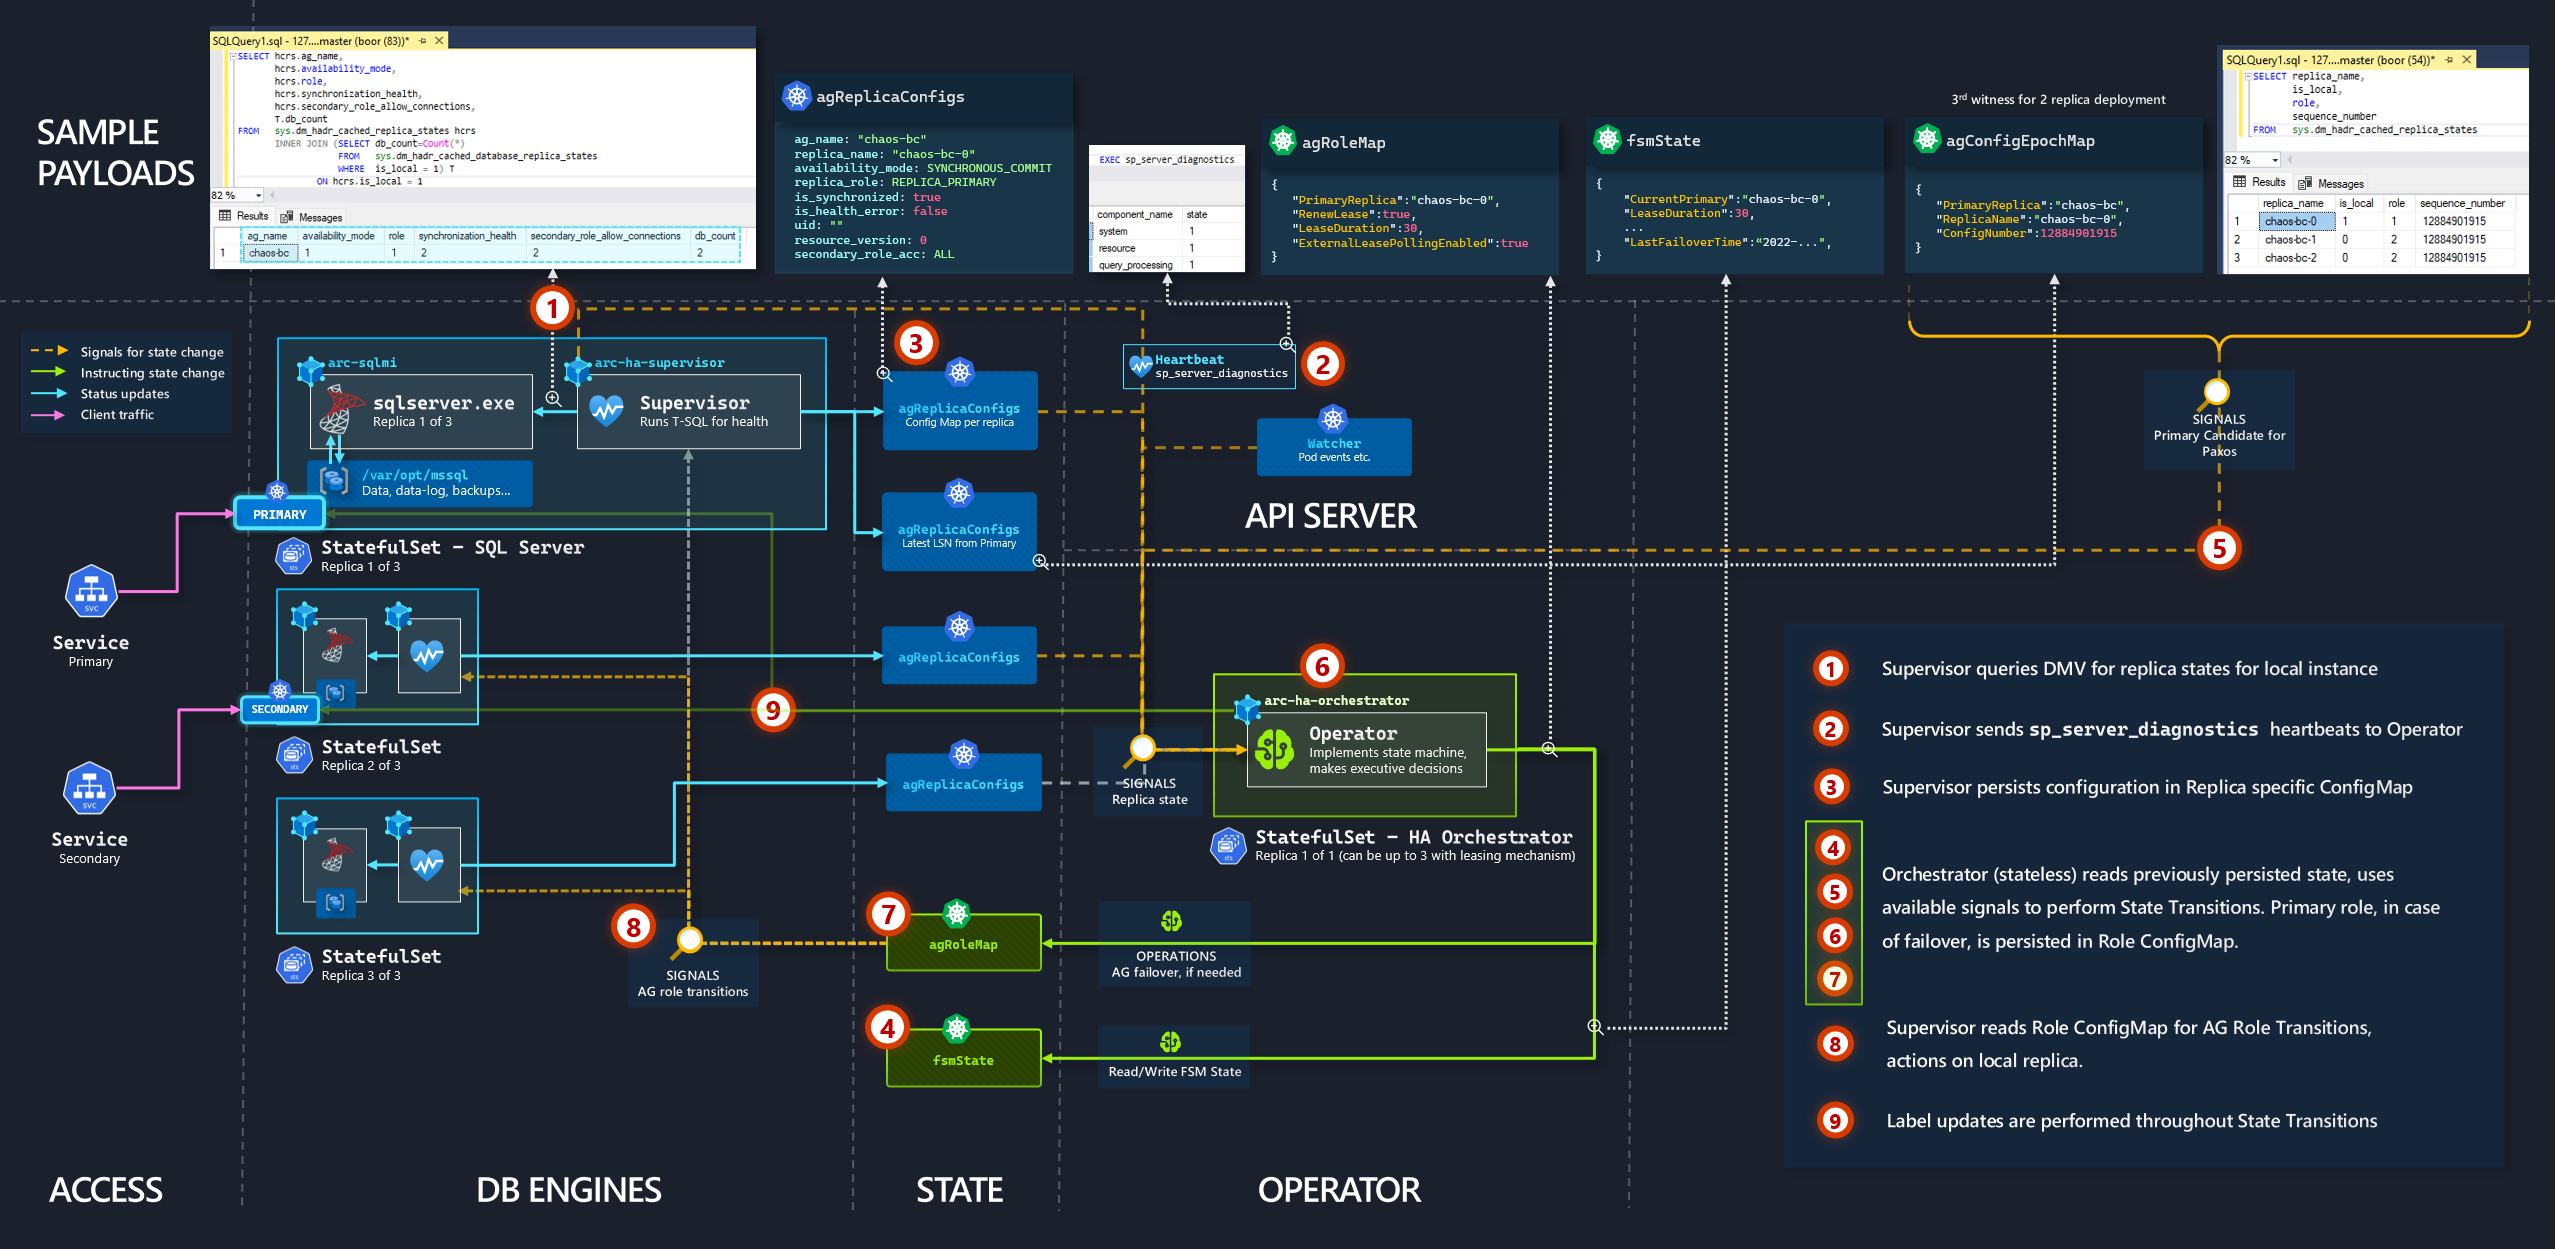 SAMPLE
PAYLOADS
SQLQuery1.sql - 127....master (boor (83))*
SELECT hcrs.ag_name,
hcrs.availability_mode,
hcrs.role,
hcrs.synchronization_health,
hcrs.secondary_role_allow_connections,
T.db_count
FROM sys.dm_hadr_cached_replica_states hcrs
INNER JOIN (SELECT db_count=Count(*)
FROM sys.dm_hadr_cached_database_replica_states
WHERE is_local = 1) T
ON hcrs.is_local = 1
82 %
Results Messages
ag_name availability_mode role synchronization_health secondary_role_allow_connections db_count
1 chaos-bc 1 1 2 2 2
agReplicaConfigs
ag_name: "chaos-bc"
replica_name: "chaos-bc-0"
availability_mode: SYNCHRONOUS_COMMIT
replica_role: REPLICA_PRIMARY
is_synchronized: true
is_health_error: false
uid: ""
resource_version: 0
secondary_role_acc: ALL
EXEC sp_server_diagnostics
component_name state
system 1
resource 1
query_processing 1
agRoleMap
{
"PrimaryReplica":"chaos-bc-0",
"RenewLease":true,
"LeaseDuration":30,
"ExternalLeasePollingEnabled":true
}
fsmState
{
"CurrentPrimary":"chaos-bc-0",
"LeaseDuration":30,
...
"LastFailoverTime":“2022-...",
}
3rd witness for 2 replica deployment
agConfigEpochMap
{
"PrimaryReplica":"chaos-bc",
"ReplicaName":"chaos-bc-0",
"ConfigNumber":12884901915
}
SQLQuery1.sql - 127....master (boor (54))*
SELECT replica_name,
is_local,
role,
sequence_number
FROM sys.dm_hadr_cached_replica_states
82 %
Results Messages
replica_name is_local role sequence_number
1 chaos-bc-0 1 1 12884901915
2 chaos-bc-1 0 2 12884901915
3 chaos-bc-2 0 2 12884901915
Signals for state change
Instructing state change
Status updates
Client traffic
1
arc-sqlmi
sqlserver.exe
Replica 1 of 3
/var/opt/mssql
Data, data-log, backups...
arc-ha-supervisor
Supervisor
Runs T-SQL for health
PRIMARY
sts
StatefulSet – SQL Server
Replica 1 of 3
svc
Service
Primary
SECONDARY
sts
StatefulSet
Replica 2 of 3
svc
Service
Secondary
sts
StatefulSet
Replica 3 of 3
3
agReplicaConfigs
Config Map per replica
agReplicaConfigs
Latest LSN from Primary
agReplicaConfigs
agReplicaConfigs
Heartbeat
sp_server_diagnostics
2
Watcher
Pod events etc.
API SERVER
SIGNALS
Primary Candidate for
Paxos
5
9
6
arc-ha-orchestrator
Operator
Implements state machine,
makes executive decisions
SIGNALS
Replica state
sts
StatefulSet – HA Orchestrator
Replica 1 of 1 (can be up to 3 with leasing mechanism)
8
SIGNALS
AG role transitions
7
agRoleMap
OPERATIONS
AG failover, if needed
4
fsmState
Read/Write FSM State
1 Supervisor queries DMV for replica states for local instance
2 Supervisor sends sp_server_diagnostics heartbeats to Operator
3 Supervisor persists configuration in Replica specific ConfigMap
4
5
6
7
Orchestrator (stateless) reads previously persisted state, uses
available signals to perform State Transitions. Primary role, in case
of failover, is persisted in Role ConfigMap.
8 Supervisor reads Role ConfigMap for AG Role Transitions,
actions on local replica.
9 Label updates are performed throughout State Transitions
ACCESS
DB ENGINES
STATE
OPERATOR